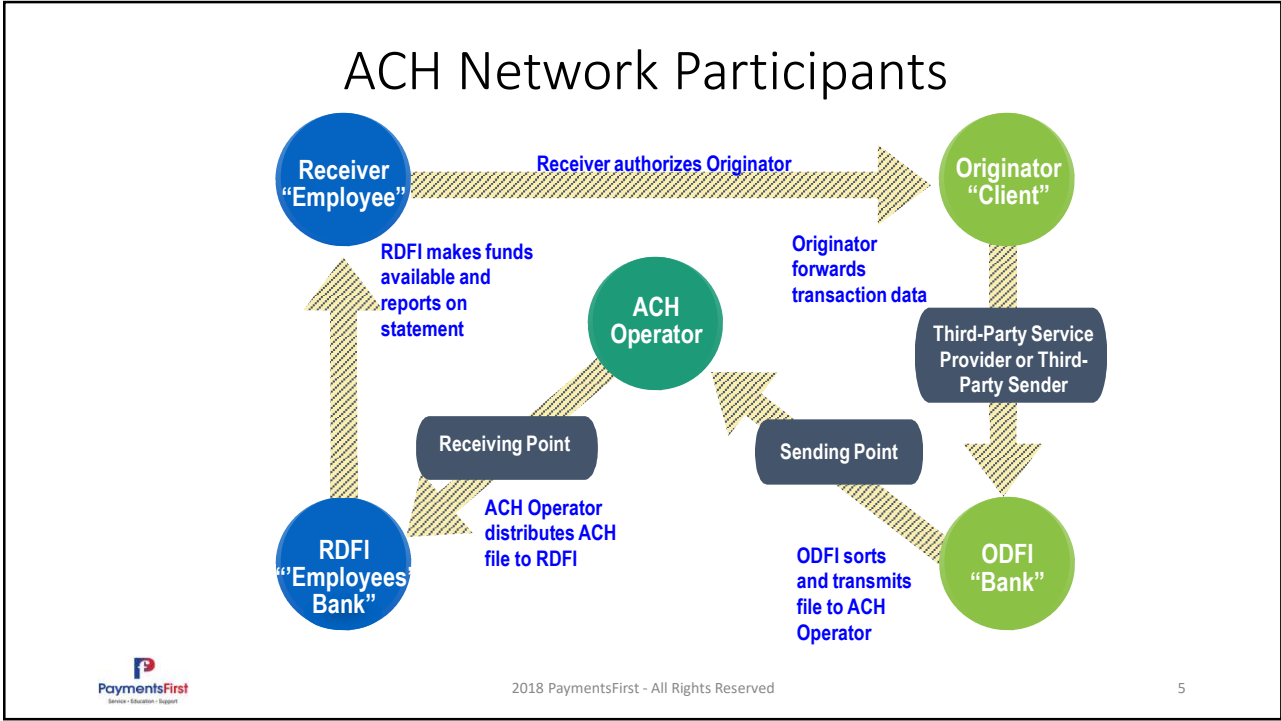 ACH Network Participants
Receiver
“Employee”
Receiver authorizes Originator
Originator
“Client”
RDFI makes funds
available and
reports on
statement
Originator
forwards
transaction data
ACH
Operator
Third-Party Service
Provider or Third-
Party Sender
Receiving Point
Sending Point
ACH Operator
distributes ACH
file to RDFI
RDFI
“’Employees’
Bank”
ODFI sorts
and transmits
file to ACH
Operator
ODFI
“Bank”
PaymentsFirst
Service • Education • Support
2018 PaymentsFirst - All Rights Reserved
5